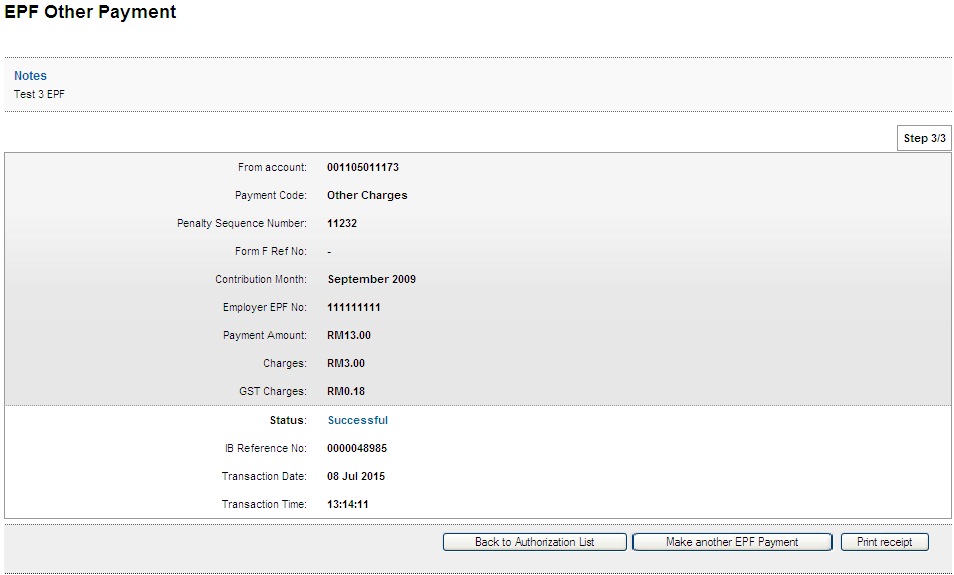 EPF Other Payment
Notes
Test 3 EPF
Step 3/3
From account: 001105011173
Payment Code: Other Charges
Penalty Sequence Number: 11232
Form F Ref No: -
Contribution Month: September 2009
Employer EPF No: 111111111
Payment Amount: RM13.00
Charges: RM3.00
GST Charges: RM0.18
Status: Successful
IB Reference No: 0000048985
Transaction Date: 08 Jul 2015
Transaction Time: 13:14:11
Back to Authorization List Make another EPF Payment Print receipt